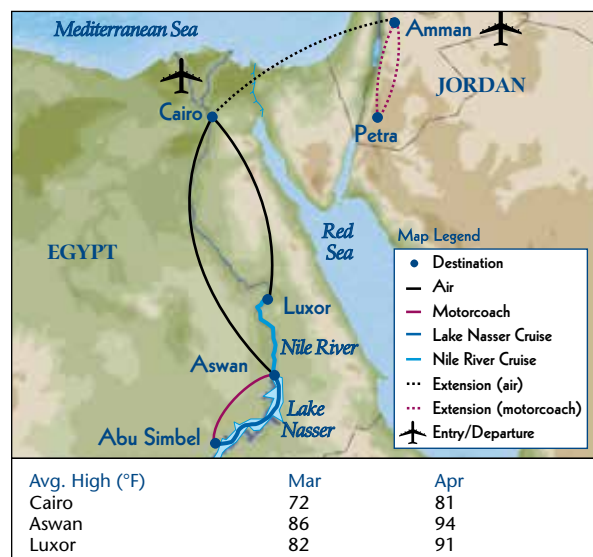 Mediterranean Sea
Amman
JORDAN
Cairo
Petra
Red
Sea
EGYPT
Map Legend
Destination
Air
Motorcoach
Lake Nasser Cruise
Nile River Cruise
Extension (air)
Extension (motorcoach)
Entry/Departure
Luxor
Nile River
Aswan
Lake
Nasser
Abu Simbel
Avg. High (°F) Mar Apr
Cairo 72 81
Aswan 86 94
Luxor 82 91